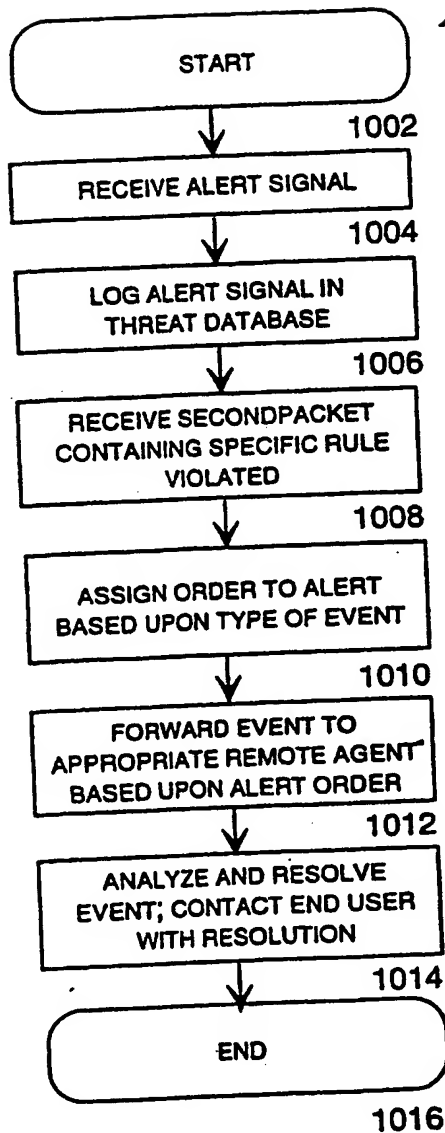 START
1002
RECEIVE ALERT SIGNAL
1004
LOG ALERT SIGNAL IN
THREAT DATABASE
1006
RECEIVE SECONDPACKET
CONTAINING SPECIFIC RULE
VIOLATED
1008
ASSIGN ORDER TO ALERT
BASED UPON TYPE OF EVENT
1010
FORWARD EVENT TO
APPROPRIATE REMOTE AGENT
BASED UPON ALERT ORDER
1012
ANALYZE AND RESOLVE
EVENT; CONTACT END USER
WITH RESOLUTION
1014
END
1016